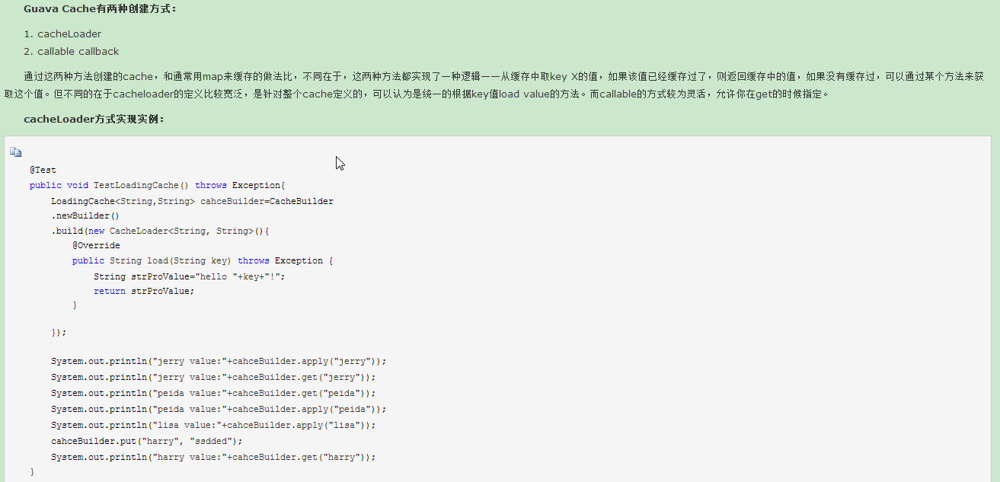 Guava Cache有两种创建方式：
1. cacheLoader
2. callable callback
通过这两种方法创建的cache，和通常用map来缓存的做法比，不同在于，这两种方法都实现了一种逻辑——从缓存中取key X的值，如果该值已经缓存过了，则返回缓存中的值，如果没有缓存过，可以通过某个方法来获
取这个值。但不同的在于cacheloader的定义比较宽泛，是针对整个cache定义的，可以认为是统一的根据key值load value的方法。而callable的方式较为灵活，允许你在get的时候指定。
cacheLoader方式实现实例：
@Test
public void TestLoadingCache() throws Exception{
LoadingCache<String,String> cahceBuilder=CacheBuilder
.newBuilder()
.build(new CacheLoader<String, String>(){
@Override
public String load(String key) throws Exception {
String strProValue="hello "+key+"!";
return strProValue;
}
});
System.out.println("jerry value:"+cahceBuilder.apply("jerry"));
System.out.println("jerry value:"+cahceBuilder.get("jerry"));
System.out.println("peida value:"+cahceBuilder.get("peida"));
System.out.println("peida value:"+cahceBuilder.apply("peida"));
System.out.println("lisa value:"+cahceBuilder.apply("lisa"));
cahceBuilder.put("harry", "ssdded");
System.out.println("harry value:"+cahceBuilder.get("harry"));
}